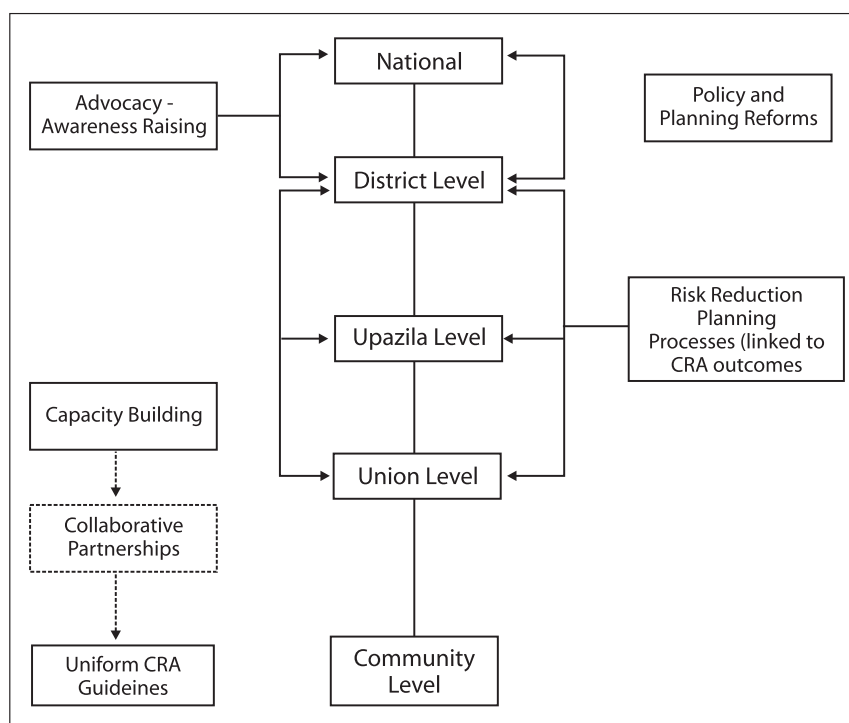 National
Advocacy -
Awareness Raising
Policy and
Planning Reforms
District Level
Risk Reduction
Planning
Processes (linked to
CRA outcomes
Upazila Level
Capacity Building
Union Level
Collaborative
Partnerships
Uniform CRA
Guideines
Community
Level